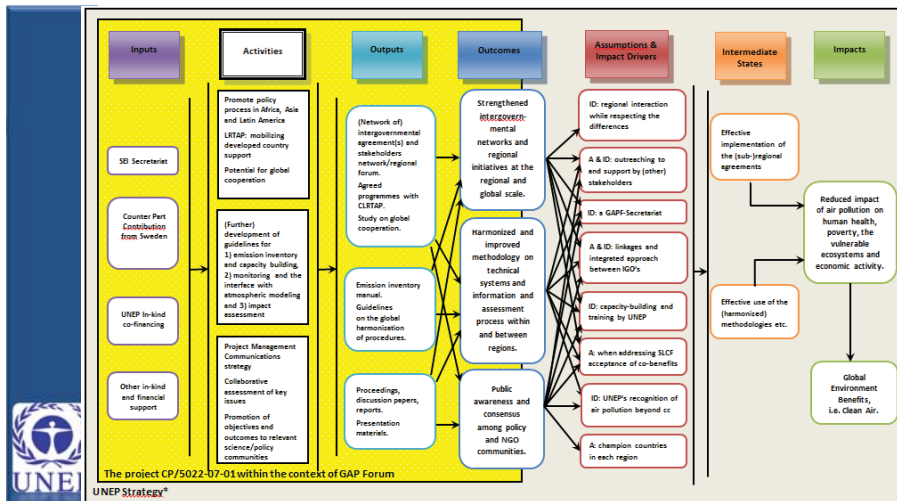 Inputs
Activities
Outputs
Outcomes
Assumptions &
Impact Drivers
Intermediate
States
Impacts
SEI Secretariat
Counter Part
Contribution
from Sweden
UNEP In-kind
co-financing
Other in-kind
and financial
support
Promote policy
process in Africa, Asia
and Latin America
LRTAP: mobilizing
developed country
support
Potential for global
cooperation
(Further)
development of
guidelines for
1) emission inventory
and capacity building,
2) monitoring and the
interface with
atmospheric modeling
and 3) impact
assessment
Project Management
Communications
strategy
Collaborative
assessment of key
issues
Promotion of
objectives and
outcomes to relevant
science/policy
communities
(Network of)
intergovernmental
agreement(s) and
stakeholders
network/regional
forum.
Agreed
programmes with
CLRTAP.
Study on global
cooperation.
Emission inventory
manual.
Guidelines
on the global
harmonization
of procedures.
Proceedings,
discussion papers,
reports.
Presentation
materials.
Strengthened
intergovern-
mental
networks and
regional
initiatives at the
regional and
global scale.
Harmonized and
improved
methodology on
technical
systems and
information and
assessment
process within
and between
regions.
Public
awareness and
consensus
among policy
and NGO
communities.
ID: regional interaction
while respecting the
differences
A & ID: outreaching to
and support by (other)
stakeholders
ID: a GAPF-Secretariat
A & ID: linkages and
integrated approach
between IGO's
ID: capacity-building and
training by UNEP
A: when addressing SLCF
acceptance of co-benefits
ID: UNEP's recognition of
air pollution beyond cc
A: champion countries
in each region
Effective
implementation of
the (sub-)regional
agreements
Effective use of the
(harmonized)
methodologies etc.
Reduced impact
of air pollution on
human health,
poverty, the
vulnerable
ecosystems and
economic activity.
Global
Environment
Benefits,
i.e. Clean Air.
The project CP/5022-07-01 within the context of GAP Forum
UNEP Strategy*
UNEP